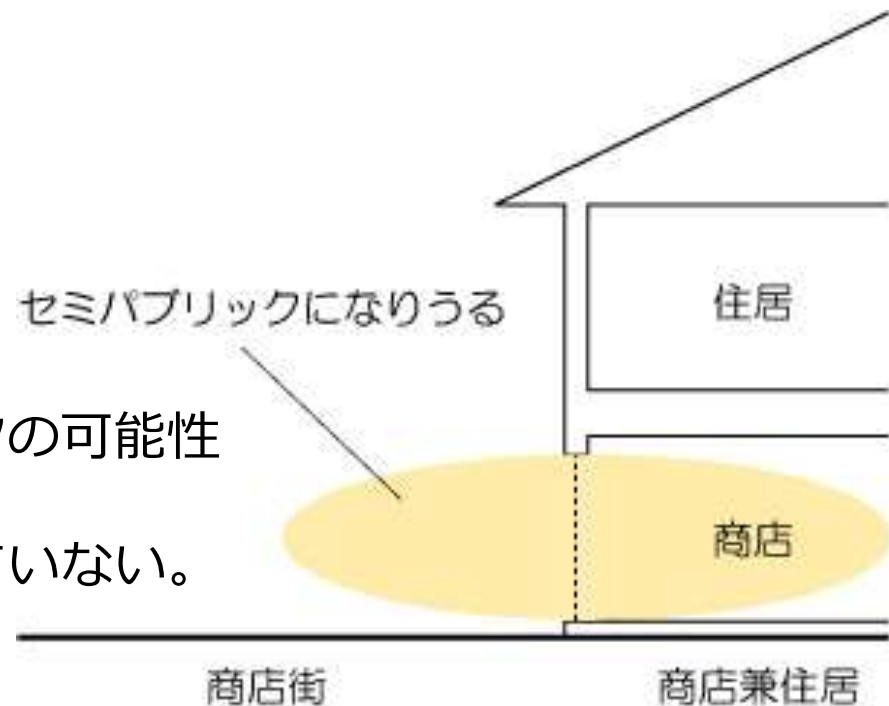 住居
セミパブリックになりうる
の可能性
商店
いない。
商店街
商店兼住居